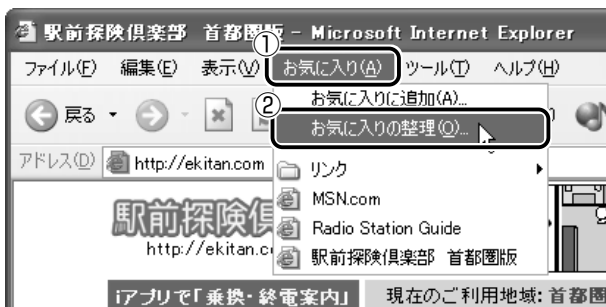 駅前探険倶楽部 首都圏版 - Microsoft Internet Explorer
①
ファイル(F) 編集(E) 表示(V) お気に入り(A) ツール(T) ヘルプ(H)
戻る
お気に入りに追加(A)...
②
お気に入りの整理(O)...
アドレス(D) http://ekitan.com
リンク
MSN.com
Radio Station Guide
駅前探険倶楽部 首都圏版
駅前探険倶
http://ekitan.c
iアプリで「乗換・終電案内」 現在のご利用地域: 首都圏